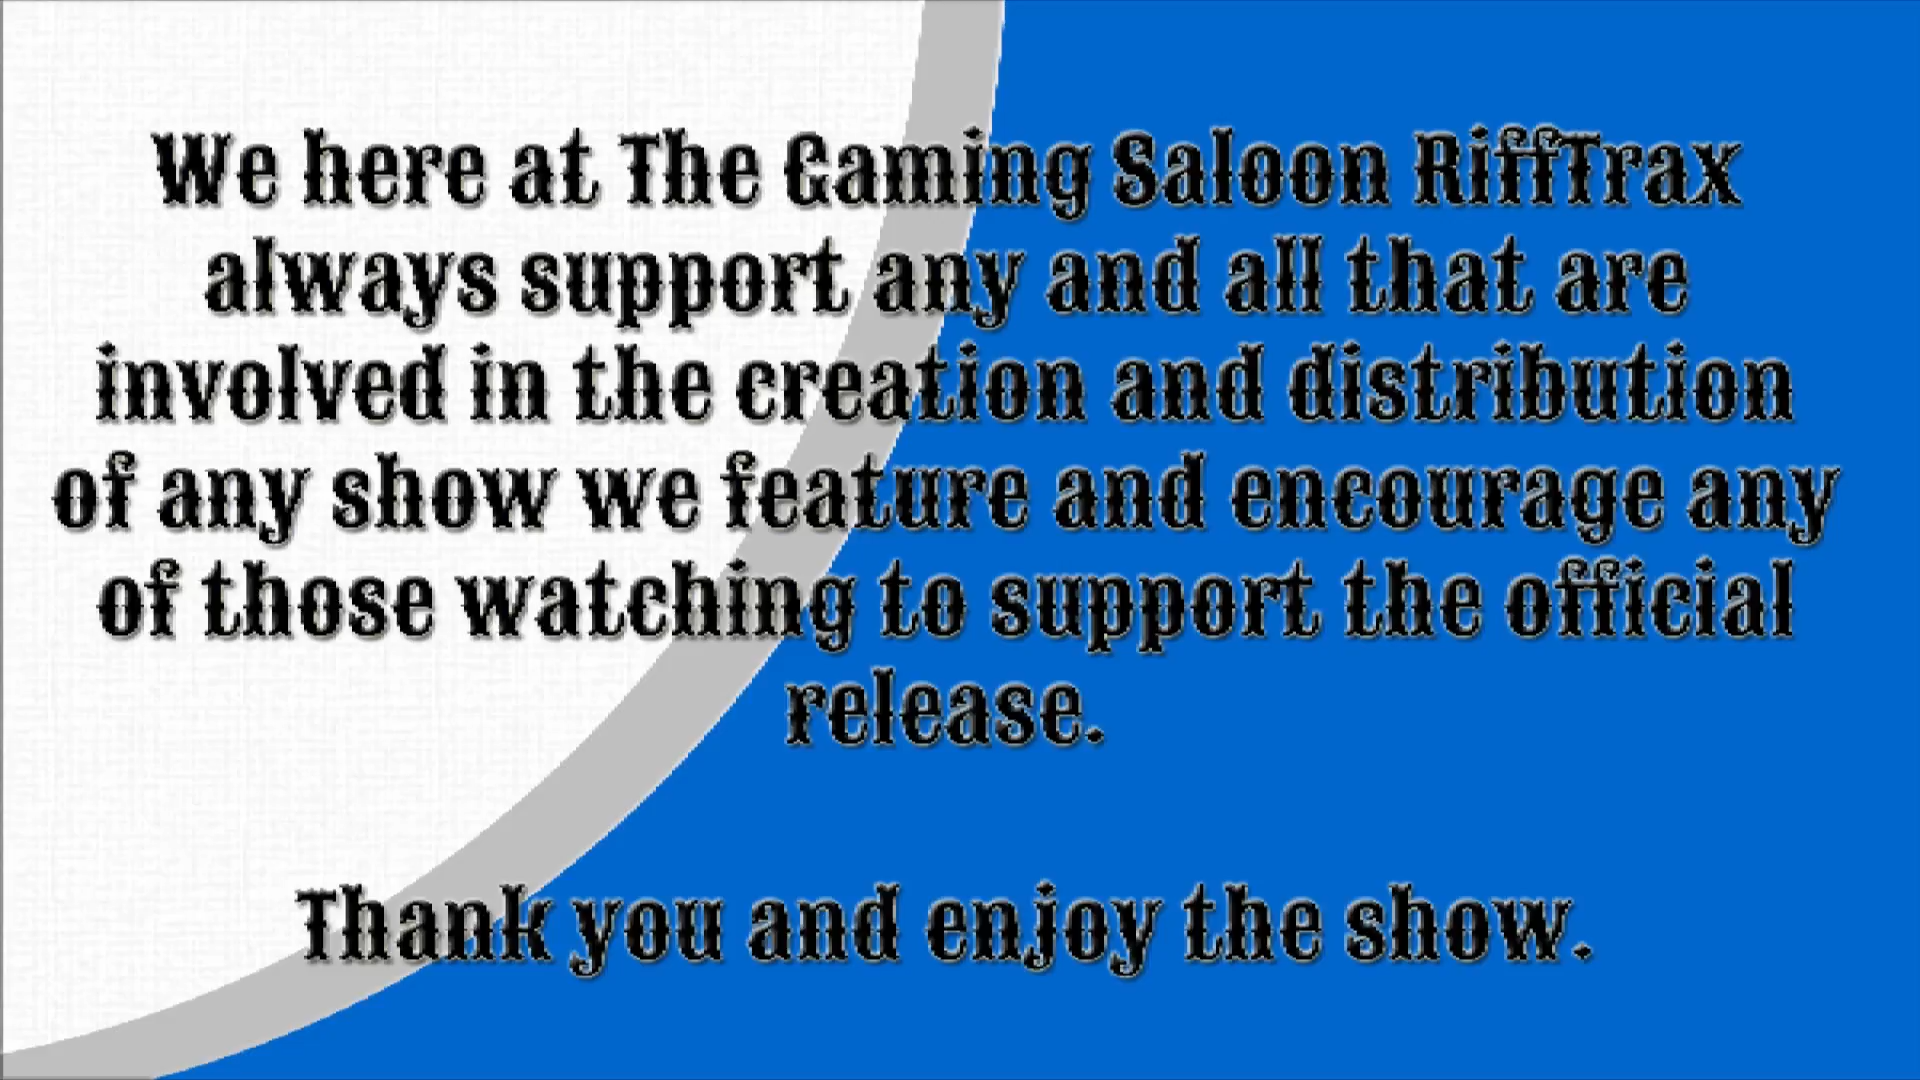 We here at The Gaming Saloon RiffTrax
always support any and all that are
involved in the creation and distribution
of any show we feature and encourage any
of those watching to support the official
release.
Thank you and enjoy the show.